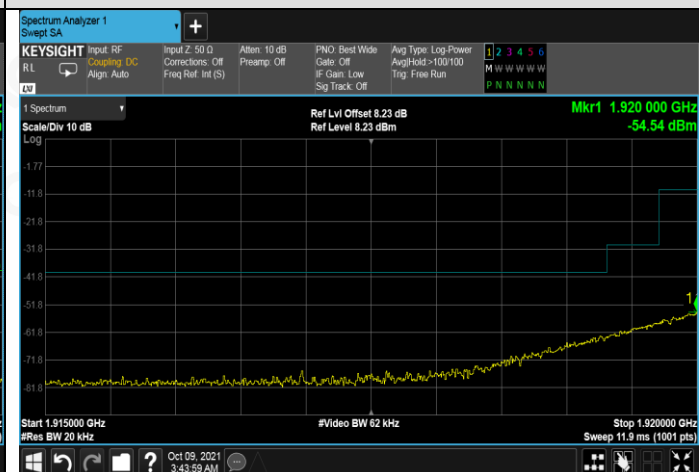 Spectrum Analyzer 1
Swept SA
+
KEYSIGHT Input: RF
RL Coupling: DC
Align: Auto
LXI
Input Z: 50 Ω
Corrections: Off
Freq Ref: Int (S)
Atten: 10 dB
Preamp: Off
PNO: Best Wide
Gate: Off
IF Gain: Low
Sig Track: Off
Avg Type: Log-Power
Avg|Hold:>100/100
Trig: Free Run
1 2 3 4 5 6
M W W W W W
P N N N N N
1 Spectrum
Scale/Div 10 dB
Ref Lvl Offset 8.23 dB
Ref Level 8.23 dBm
Mkr1 1.920 000 GHz
-54.54 dBm
Log
-1.77
-11.8
-21.8
-31.8
-41.8
-51.8
-61.8
-71.8
-81.8
1
Start 1.915000 GHz
#Res BW 20 kHz
#Video BW 62 kHz
Stop 1.920000 GHz
Sweep 11.9 ms (1001 pts)
?
Oct 09, 2021
3:43:59 AM